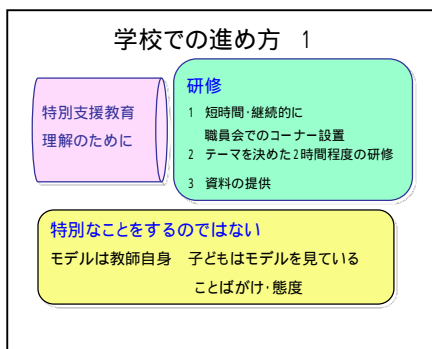 学校での進め方 1
特別支援教育
理解のために
研修
1 短時間・継続的に
職員会でのコーナー設置
2 テーマを決めた2時間程度の研修
3 資料の提供
特別なことをするのではない
モデルは教師自身 子どもはモデルを見ている
ことばがけ・態度